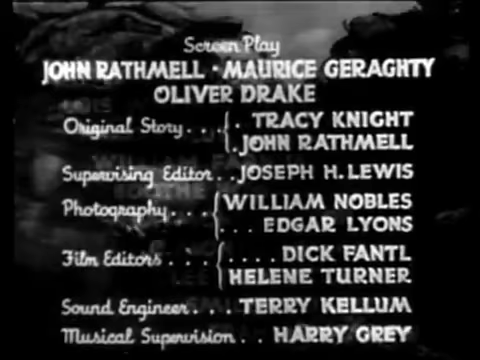 Screen Play
JOHN RATHMELL · MAURICE GERAGHTY
OLIVER DRAKE
Original Story . . . { . TRACY KNIGHT
. JOHN RATHMELL
Supervising Editor . . JOSEPH H. LEWIS
Photography . . . { WILLIAM NOBLES
. . . EDGAR LYONS
Film Editors . . . { . . . . DICK FANTL
HELENE TURNER
Sound Engineer . . . TERRY KELLUM
Musical Supervision . . HARRY GREY